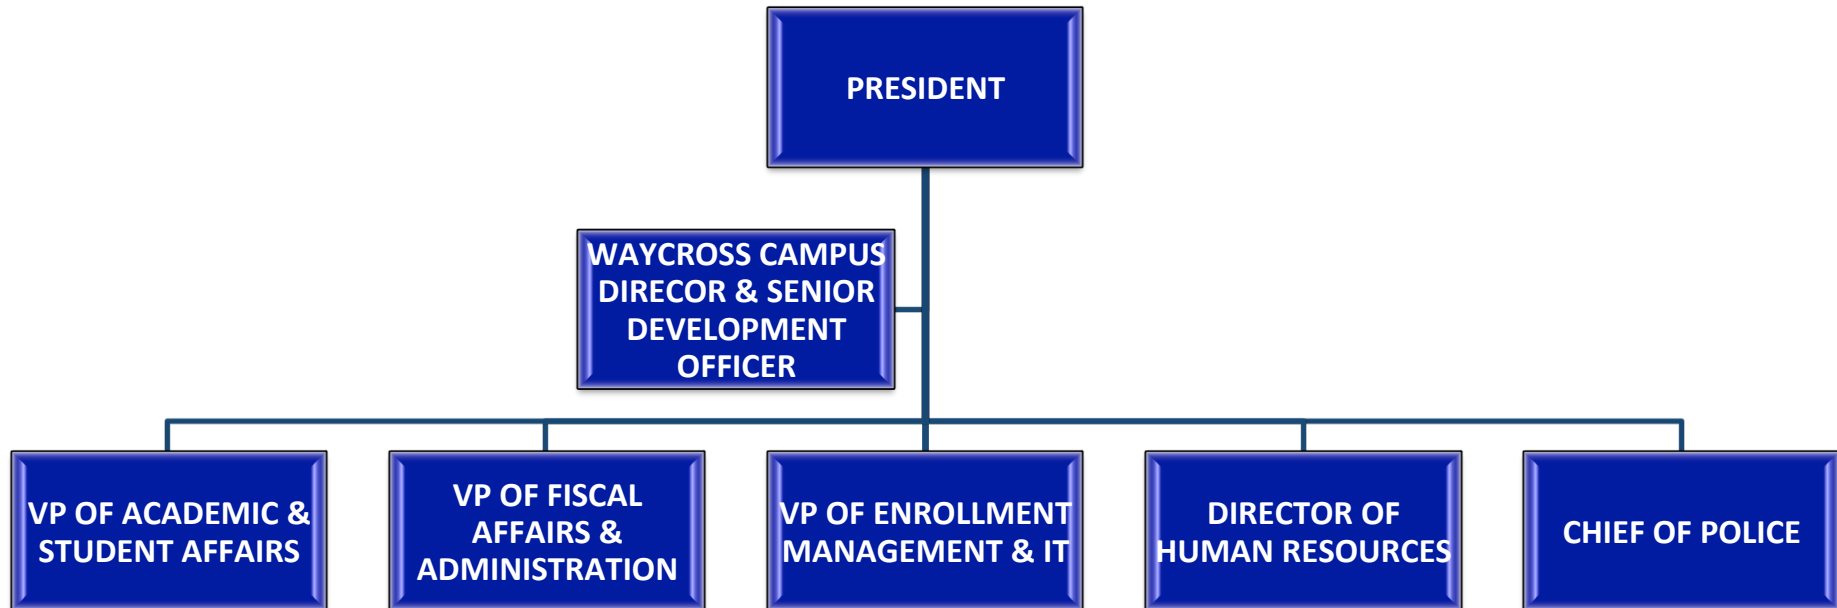 PRESIDENT
WAYCROSS CAMPUS
DIRECOR & SENIOR
DEVELOPMENT
OFFICER
VP OF ACADEMIC &
STUDENT AFFAIRS
VP OF FISCAL
AFFAIRS &
ADMINISTRATION
VP OF ENROLLMENT
MANAGEMENT & IT
DIRECTOR OF
HUMAN RESOURCES
CHIEF OF POLICE